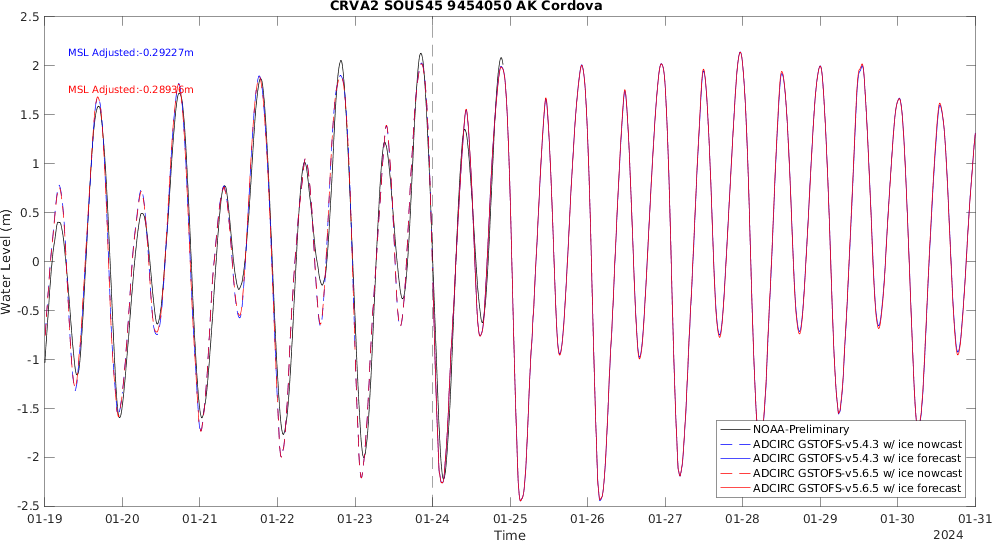 CRVA2 SOUS45 9454050 AK Cordova
MSL Adjusted:-0.29227m
MSL Adjusted:-0.28936m
Water Level (m)
2.5
2
1.5
1
0.5
0
-0.5
-1
-1.5
-2
-2.5
NOAA-Preliminary
ADCIRC GSTOFS-v5.4.3 w/ ice nowcast
ADCIRC GSTOFS-v5.4.3 w/ ice forecast
ADCIRC GSTOFS-v5.6.5 w/ ice nowcast
ADCIRC GSTOFS-v5.6.5 w/ ice forecast
01-19 01-20 01-21 01-22 01-23 01-24 01-25 01-26 01-27 01-28 01-29 01-30 01-31
Time
2024